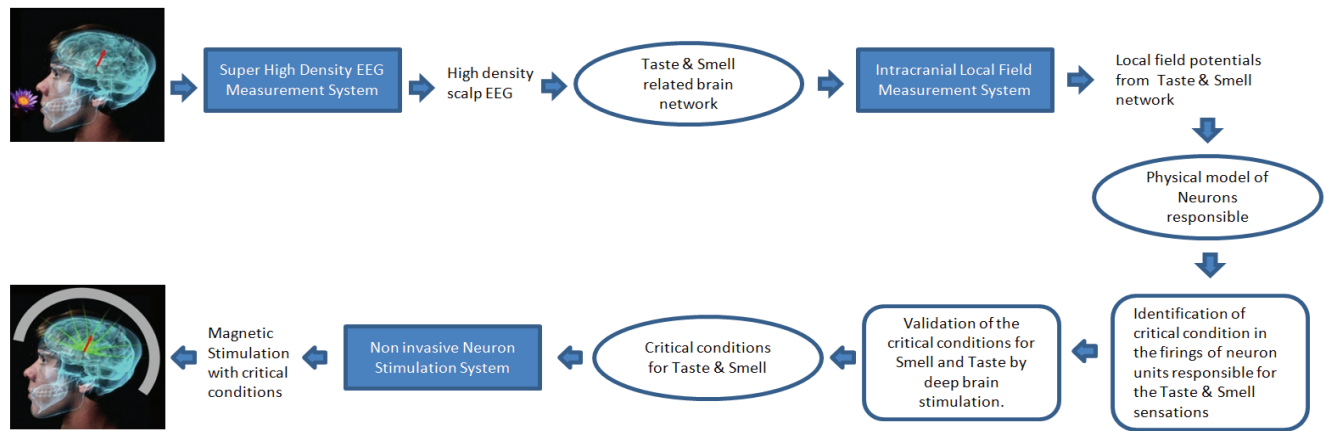 Super High Density EEG
Measurement System
High density
scalp EEG
Taste & Smell
related brain
network
Intracranial Local Field
Measurement System
Local field potentials
from Taste & Smell
network
Physical model of
Neurons
responsible
Identification of
critical condition in
the firings of neuron
units responsible for
the Taste & Smell
sensations
Validation of the
critical conditions for
Smell and Taste by
deep brain
stimulation.
Critical conditions
for Taste & Smell
Non invasive Neuron
Stimulation System
Magnetic
Stimulation
with critical
conditions